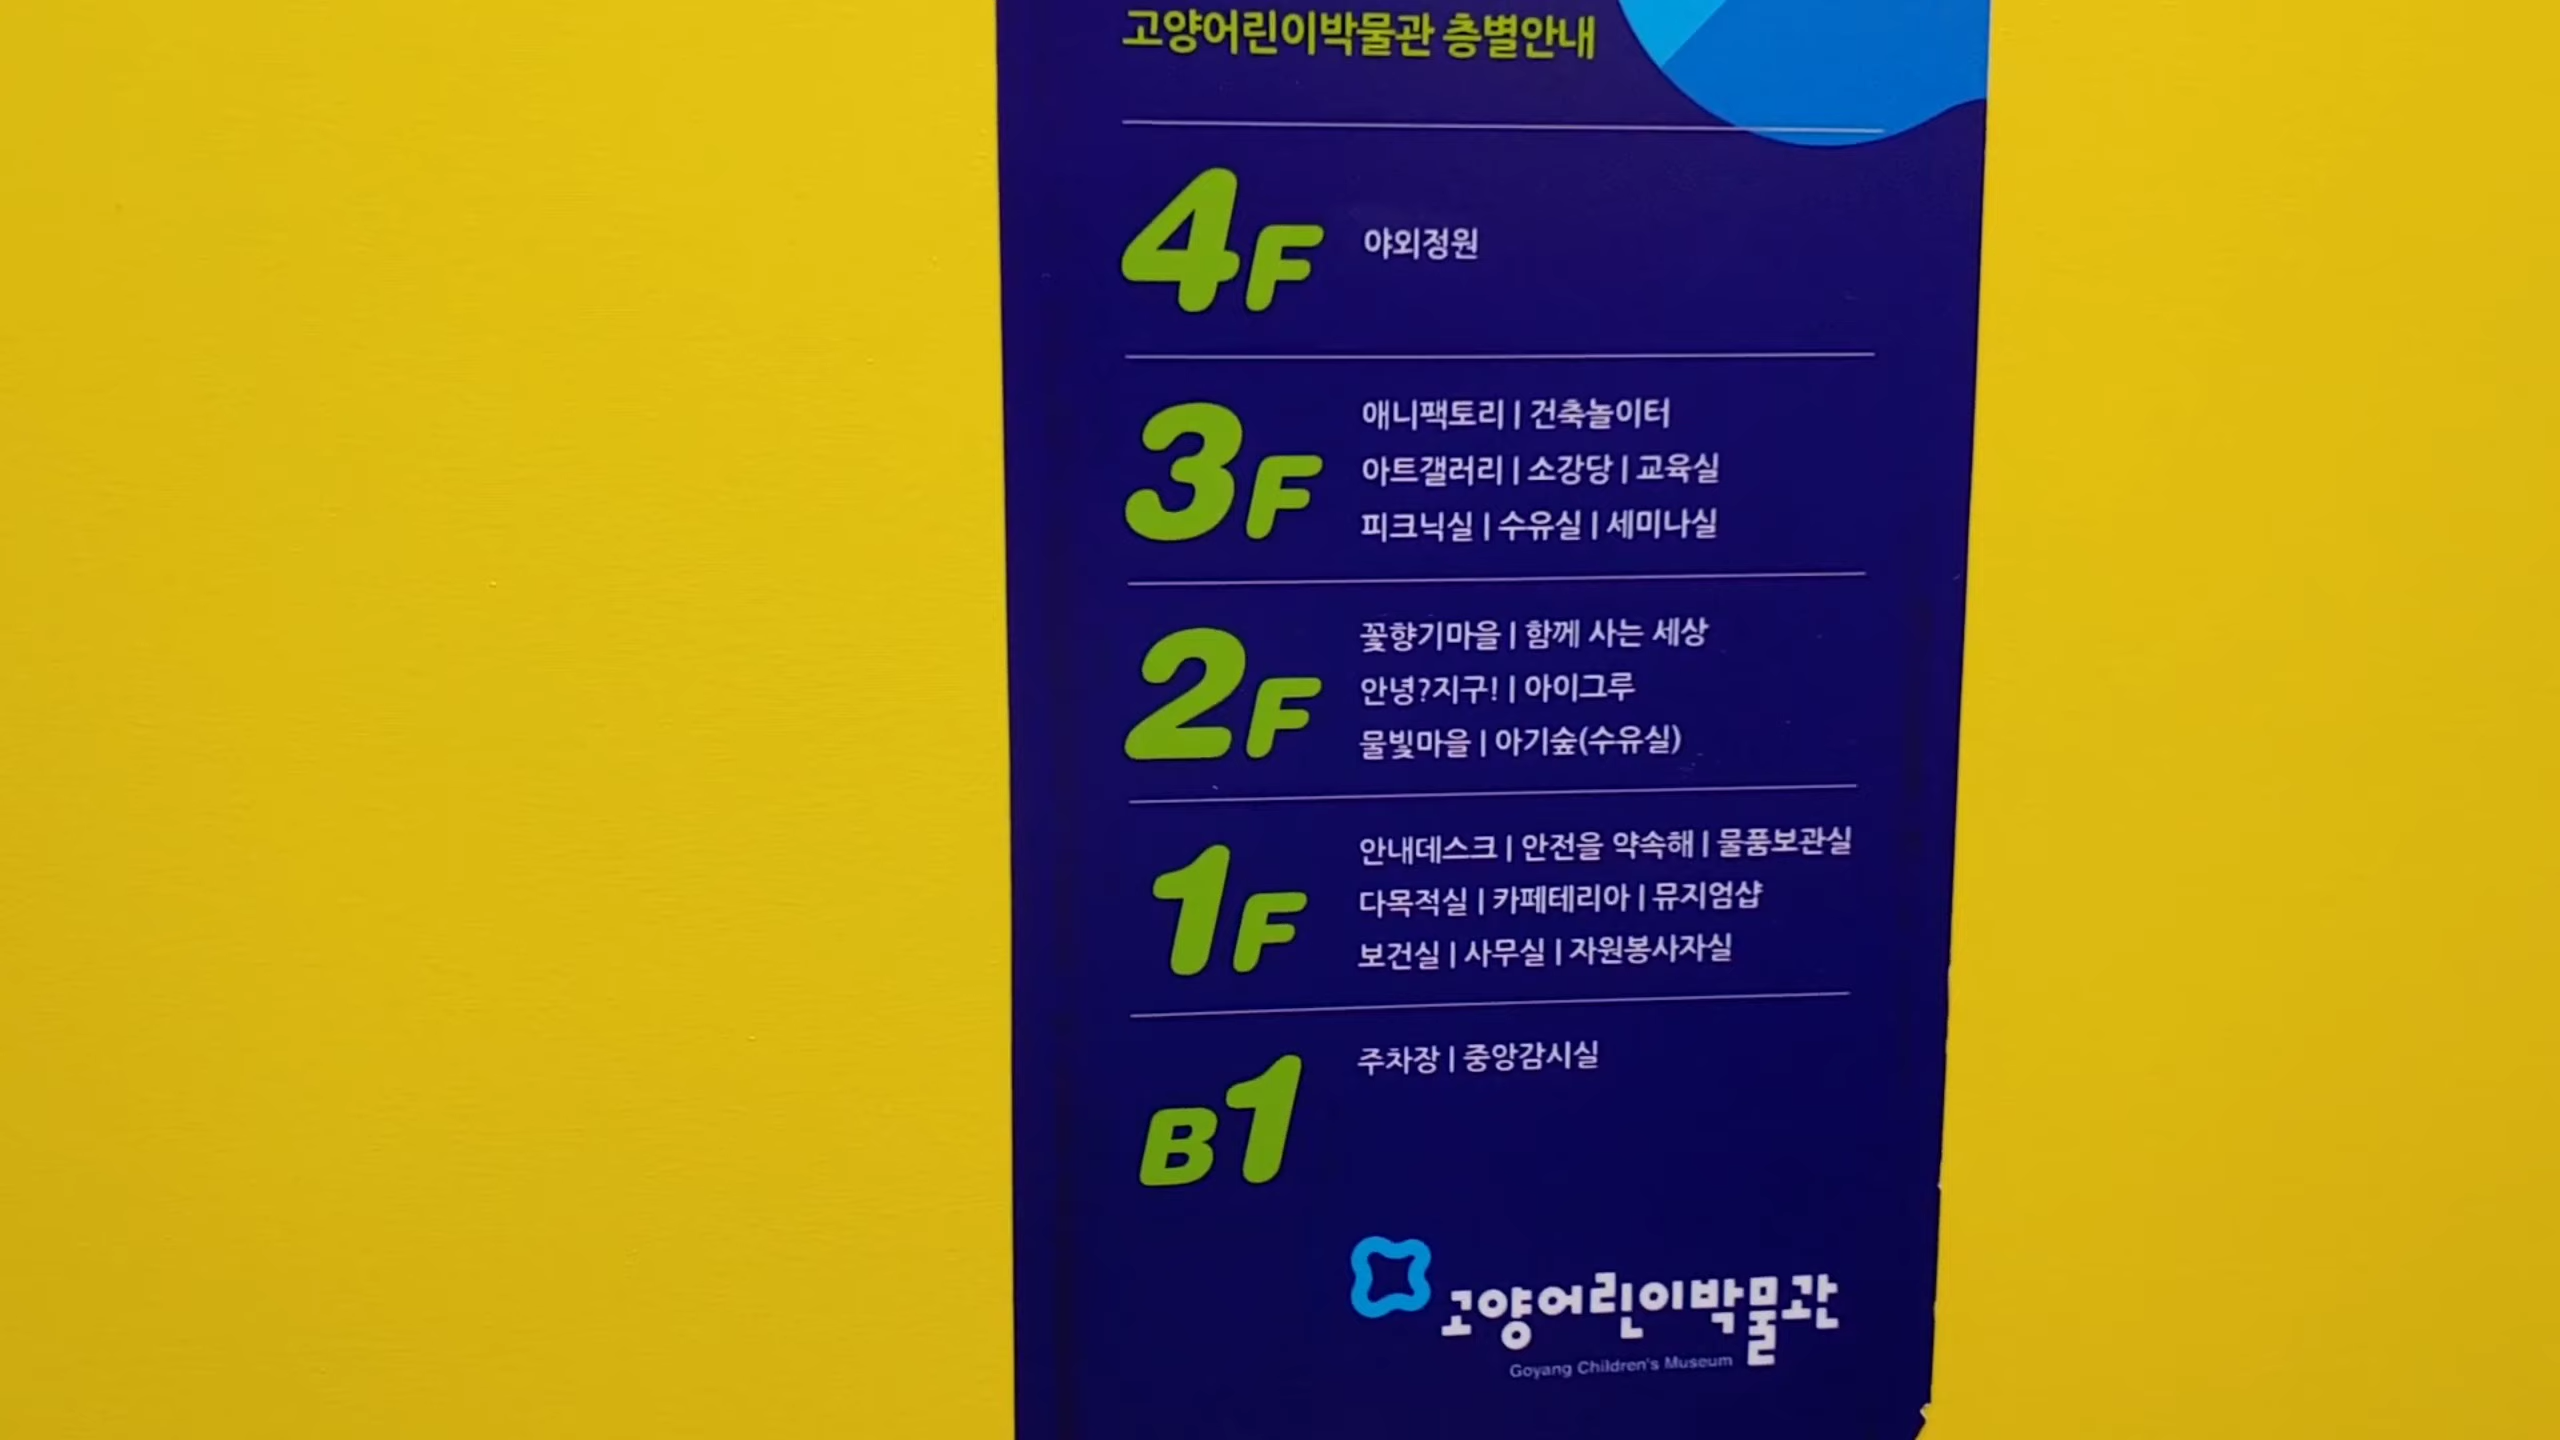 고양어린이박물관 층별안내
4F
야외정원
3F
애니팩토리 | 건축놀이터
아트갤러리 | 소강당 | 교육실
피크닉실 | 수유실 | 세미나실
2F
꽃향기마을 | 함께 사는 세상
안녕?지구! | 아이그루
물빛마을 | 아기숲(수유실)
1F
안내데스크 | 안전을 약속해 | 물품보관실
다목적실 | 카페테리아 | 뮤지엄샵
보건실 | 사무실 | 자원봉사자실
B1
주차장 | 중앙감시실
고양어린이박물관
Goyang Children's Museum